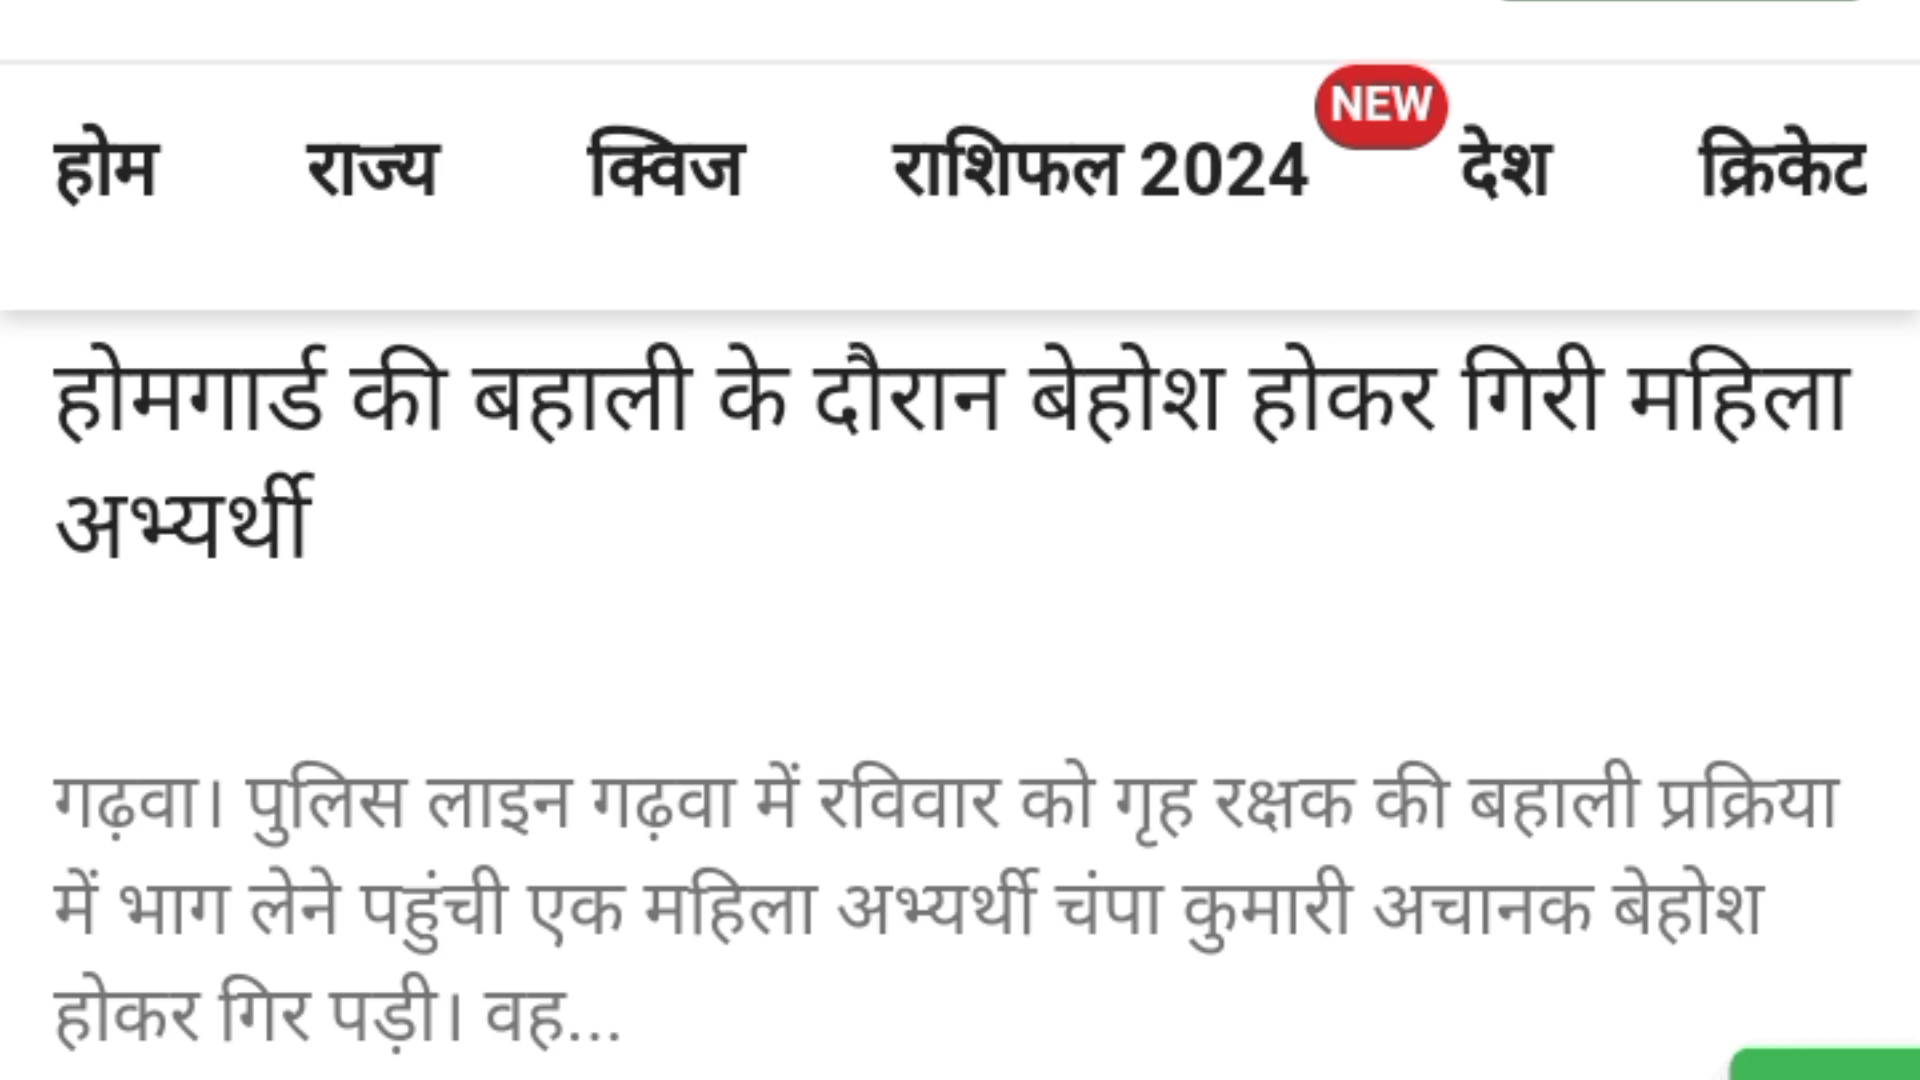 NEW
होम राज्य क्विज राशिफल 2024 देश क्रिकेट
होमगार्ड की बहाली के दौरान बेहोश होकर गिरी महिला
अभ्यर्थी
गढ़वा। पुलिस लाइन गढ़वा में रविवार को गृह रक्षक की बहाली प्रक्रिया
में भाग लेने पहुंची एक महिला अभ्यर्थी चंपा कुमारी अचानक बेहोश
होकर गिर पड़ी। वह...